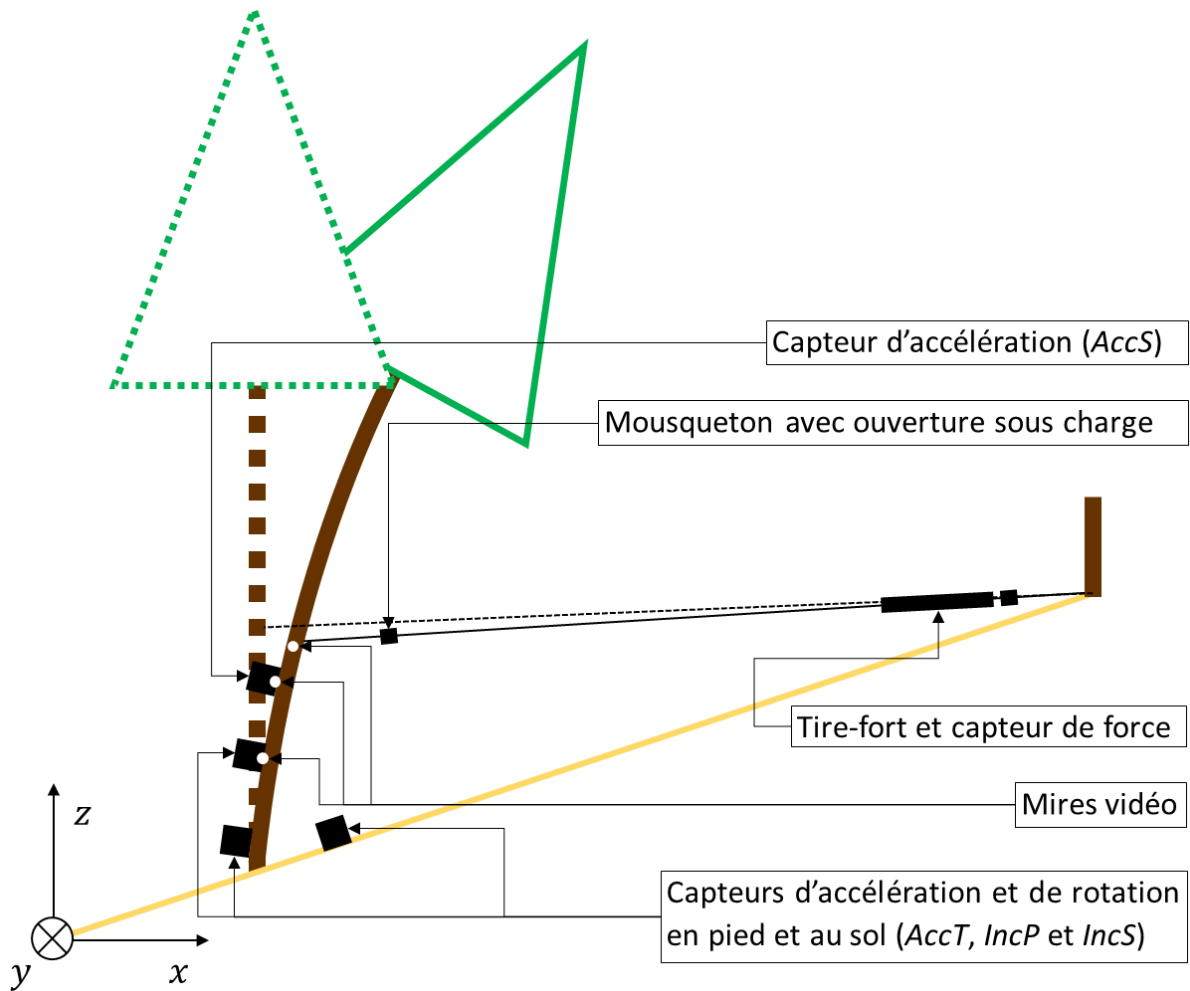 Capteur d’accélération (AccS)
Mousqueton avec ouverture sous charge
Tire-fort et capteur de force
Mires vidéo
Capteurs d’accélération et de rotation
en pied et au sol (AccT, IncP et IncS)
z
y
x